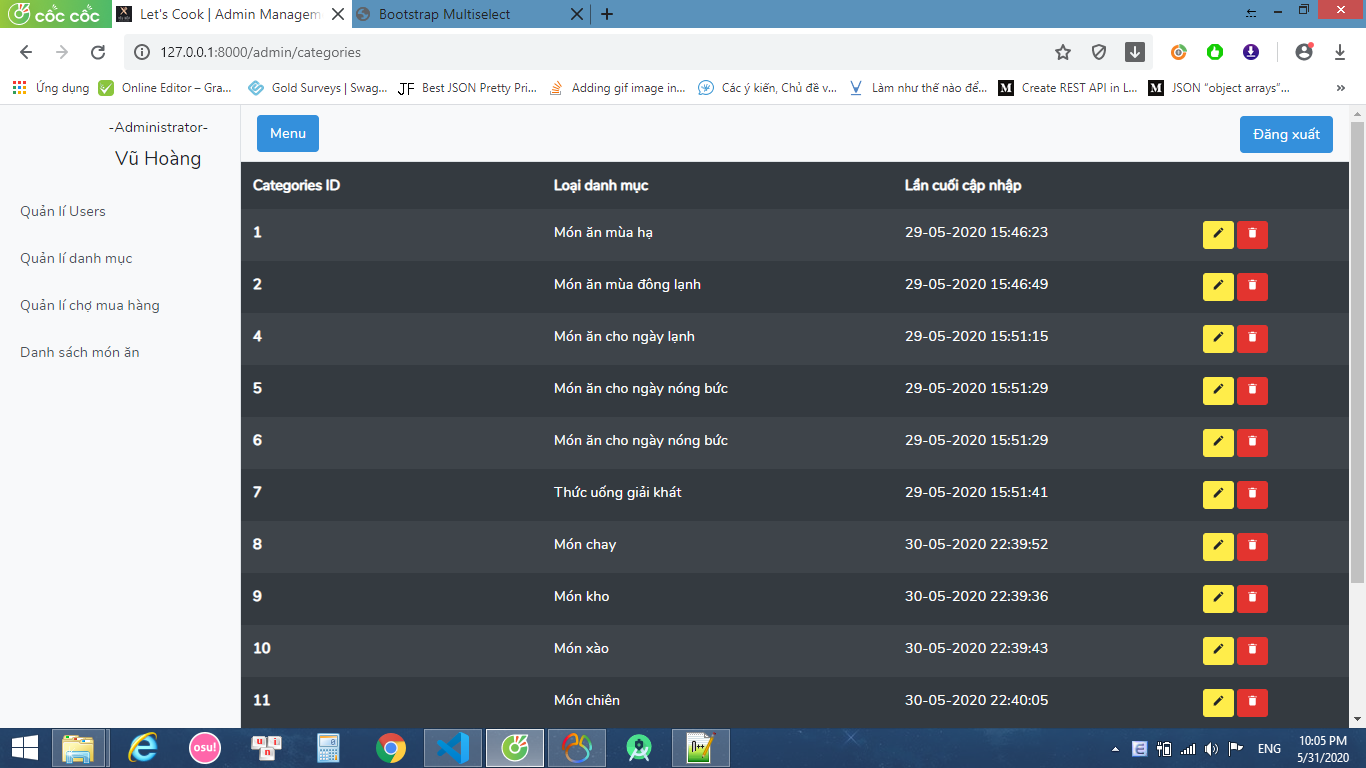 cốc cốc
Let's Cook | Admin Managem
Bootstrap Multiselect
127.0.0.1:8000/admin/categories
Ứng dụng
Online Editor – Gra...
Gold Surveys | Swag...
JF Best JSON Pretty Pri...
Adding gif image in...
Các ý kiến, Chủ đề v...
Làm như thế nào để...
M Create REST API in L...
M JSON “object arrays”...
»
-Administrator-
Vũ Hoàng
Menu
Đăng xuất
Quản lí Users
Quản lí danh mục
Quản lí chợ mua hàng
Danh sách món ăn
Categories ID Loại danh mục Lần cuối cập nhập
1 Món ăn mùa hạ 29-05-2020 15:46:23
2 Món ăn mùa đông lạnh 29-05-2020 15:46:49
4 Món ăn cho ngày lạnh 29-05-2020 15:51:15
5 Món ăn cho ngày nóng bức 29-05-2020 15:51:29
6 Món ăn cho ngày nóng bức 29-05-2020 15:51:29
7 Thức uống giải khát 29-05-2020 15:51:41
8 Món chay 30-05-2020 22:39:52
9 Món kho 30-05-2020 22:39:36
10 Món xào 30-05-2020 22:39:43
11 Món chiên 30-05-2020 22:40:05
osu!
u n i
E
ENG
10:05 PM
5/31/2020